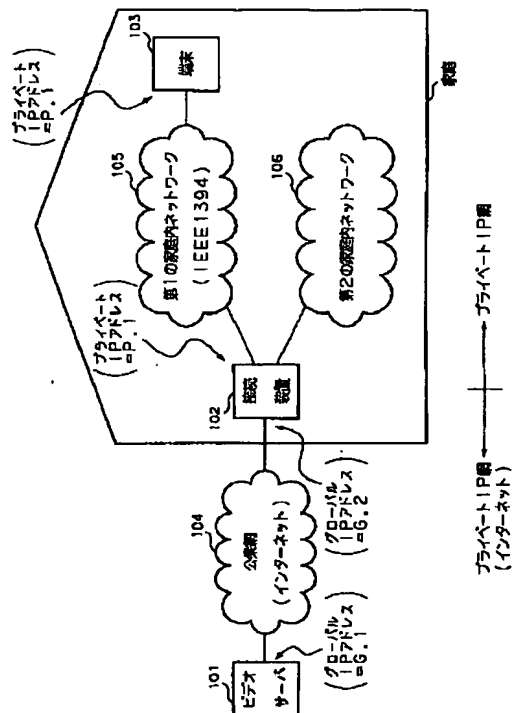 101
ビデオ
サーバ
(グローバル
IPアドレス
=G.1)
104
公衆網
(インターネット)
(グローバル
IPアドレス
=G.2)
102
接続
装置
(プライベート
IPアドレス
=P.1)
105
第1の家庭内ネットワーク
(IEEE1394)
106
第2の家庭内ネットワーク
103
端末
(プライベート
IPアドレス
=P.1)
家庭
プライベートIP網
(インターネット)
プライベートIP網